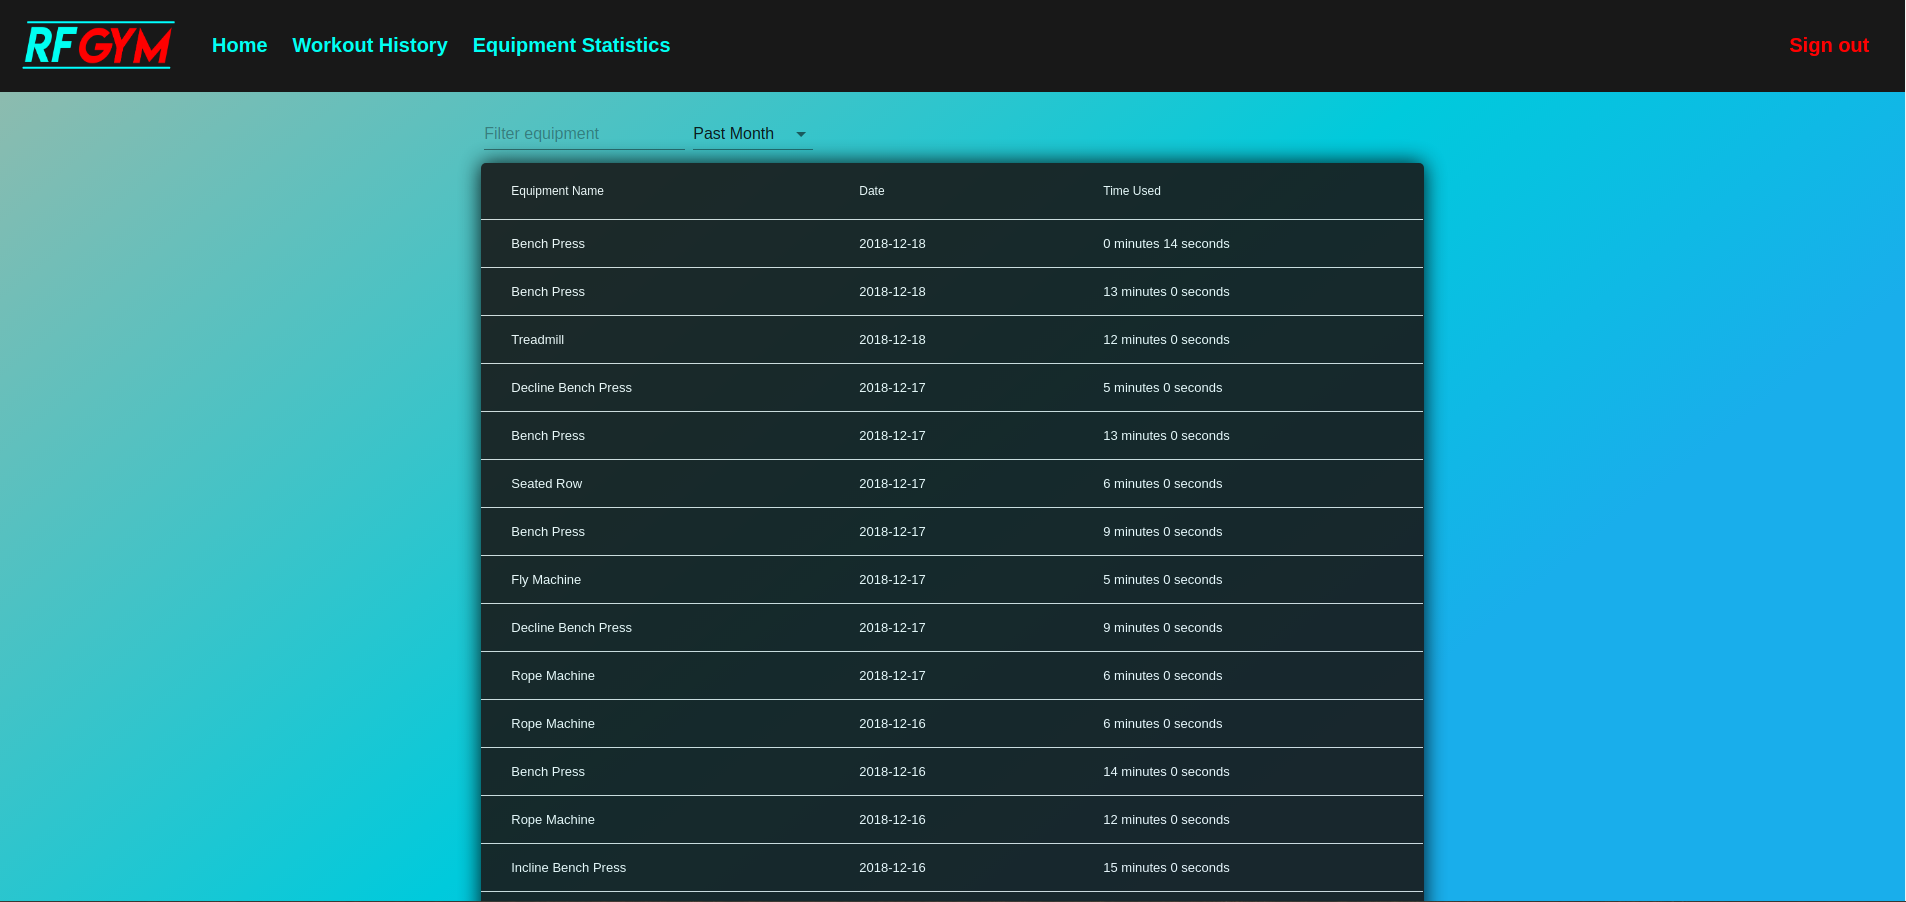 RFGYM Home Workout History Equipment Statistics Sign out
Filter equipment Past Month
Equipment Name Date Time Used
Bench Press 2018-12-18 0 minutes 14 seconds
Bench Press 2018-12-18 13 minutes 0 seconds
Treadmill 2018-12-18 12 minutes 0 seconds
Decline Bench Press 2018-12-17 5 minutes 0 seconds
Bench Press 2018-12-17 13 minutes 0 seconds
Seated Row 2018-12-17 6 minutes 0 seconds
Bench Press 2018-12-17 9 minutes 0 seconds
Fly Machine 2018-12-17 5 minutes 0 seconds
Decline Bench Press 2018-12-17 9 minutes 0 seconds
Rope Machine 2018-12-17 6 minutes 0 seconds
Rope Machine 2018-12-16 6 minutes 0 seconds
Bench Press 2018-12-16 14 minutes 0 seconds
Rope Machine 2018-12-16 12 minutes 0 seconds
Incline Bench Press 2018-12-16 15 minutes 0 seconds